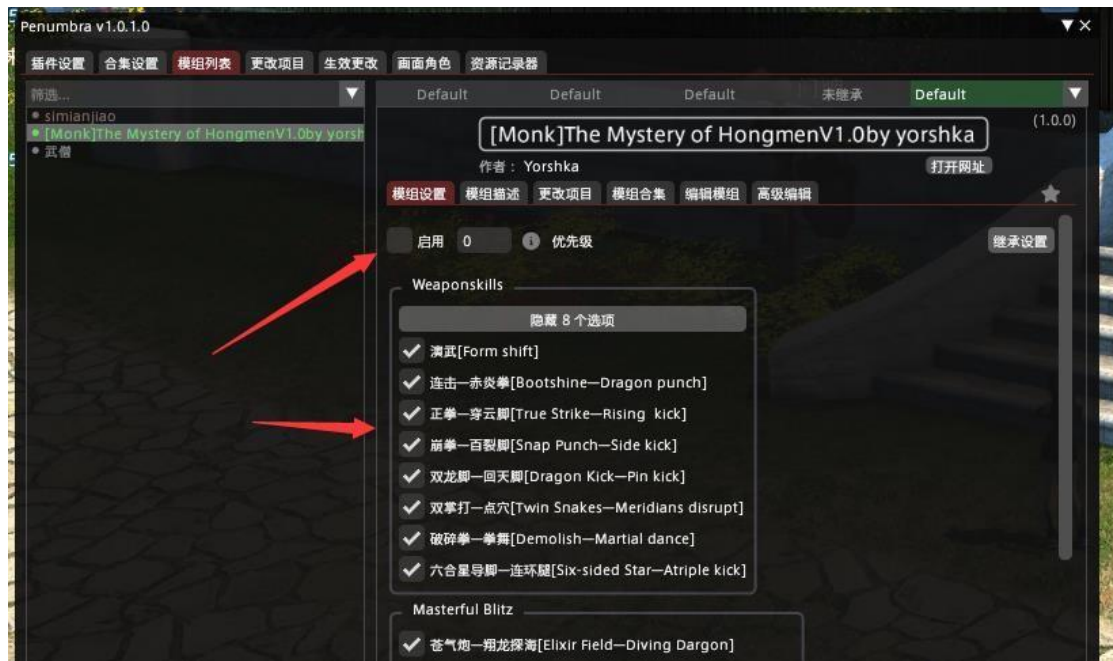 Penumbra v1.0.1.0
插件设置 合集设置 模组列表 更改项目 生效更改 画面角色 资源记录器
筛选...
Default Default Default 未继承 Default
simianjiao
[Monk]The Mystery of HongmenV1.0by yorsh
武僧
(1.0.0)
[Monk]The Mystery of HongmenV1.0by yorshka
作者： Yorshka
打开网址
模组设置 模组描述 更改项目 模组合集 编辑模组 高级编辑
启用 0 优先级
继承设置
Weaponskills
隐藏 8 个选项
演武[Form shift]
连击—赤炎拳[Bootshine—Dragon punch]
正拳—穿云脚[True Strike—Rising kick]
崩拳—百裂脚[Snap Punch—Side kick]
双龙脚—回天脚[Dragon Kick—Pin kick]
双掌打—点穴[Twin Snakes—Meridians disrupt]
破碎拳—拳舞[Demolish—Martial dance]
六合星导脚—连环腿[Six-sided Star—Atriple kick]
Masterful Blitz
苍气炮—翔龙探海[Elixir Field—Diving Dargon]